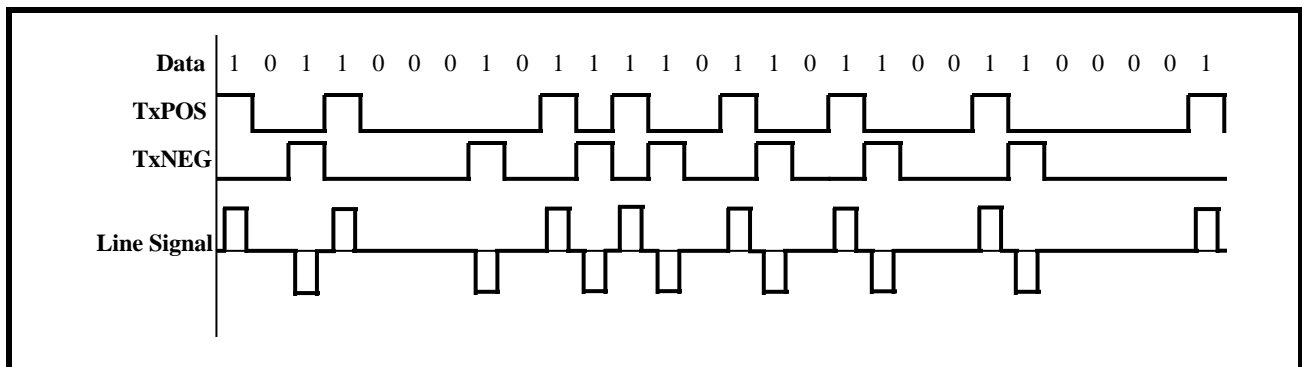 Data 1 0 1 1 0 0 0 1 0 1 1 1 1 0 1 1 0 1 1 0 0 1 1 0 0 0 0 1
TxPOS
TxNEG
Line Signal